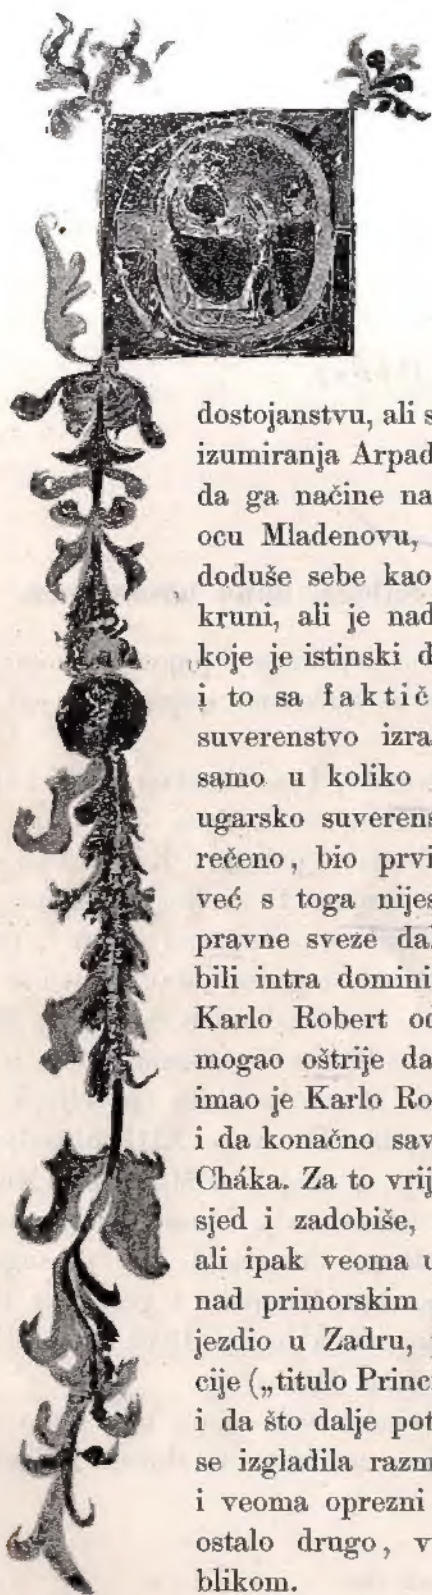 dostojanstvu, ali s
izumiranja Arpad
da ga načine na
ocu Mladenovu,
doduše sebe kao
kruni, ali je nad
koje je istinski d
i to sa faktič
suverenstvo izra
samo u koliko
ugarsko suverens
rečeno, bio prvi
već s toga nijes
pravne sveze dal
bili intra domini
Karlo Robert od
mogao oštrije da
imao je Karlo Ro
i da konačno sav
Cháka. Za to vrij
sjed i zadobiše,
ali ipak veoma u
nad primorskim
jezdio u Zadru,
cije („titulo Princi
i da što dalje pot
se izgladila razm
i veoma oprezni
ostalo drugo, v
blikom.